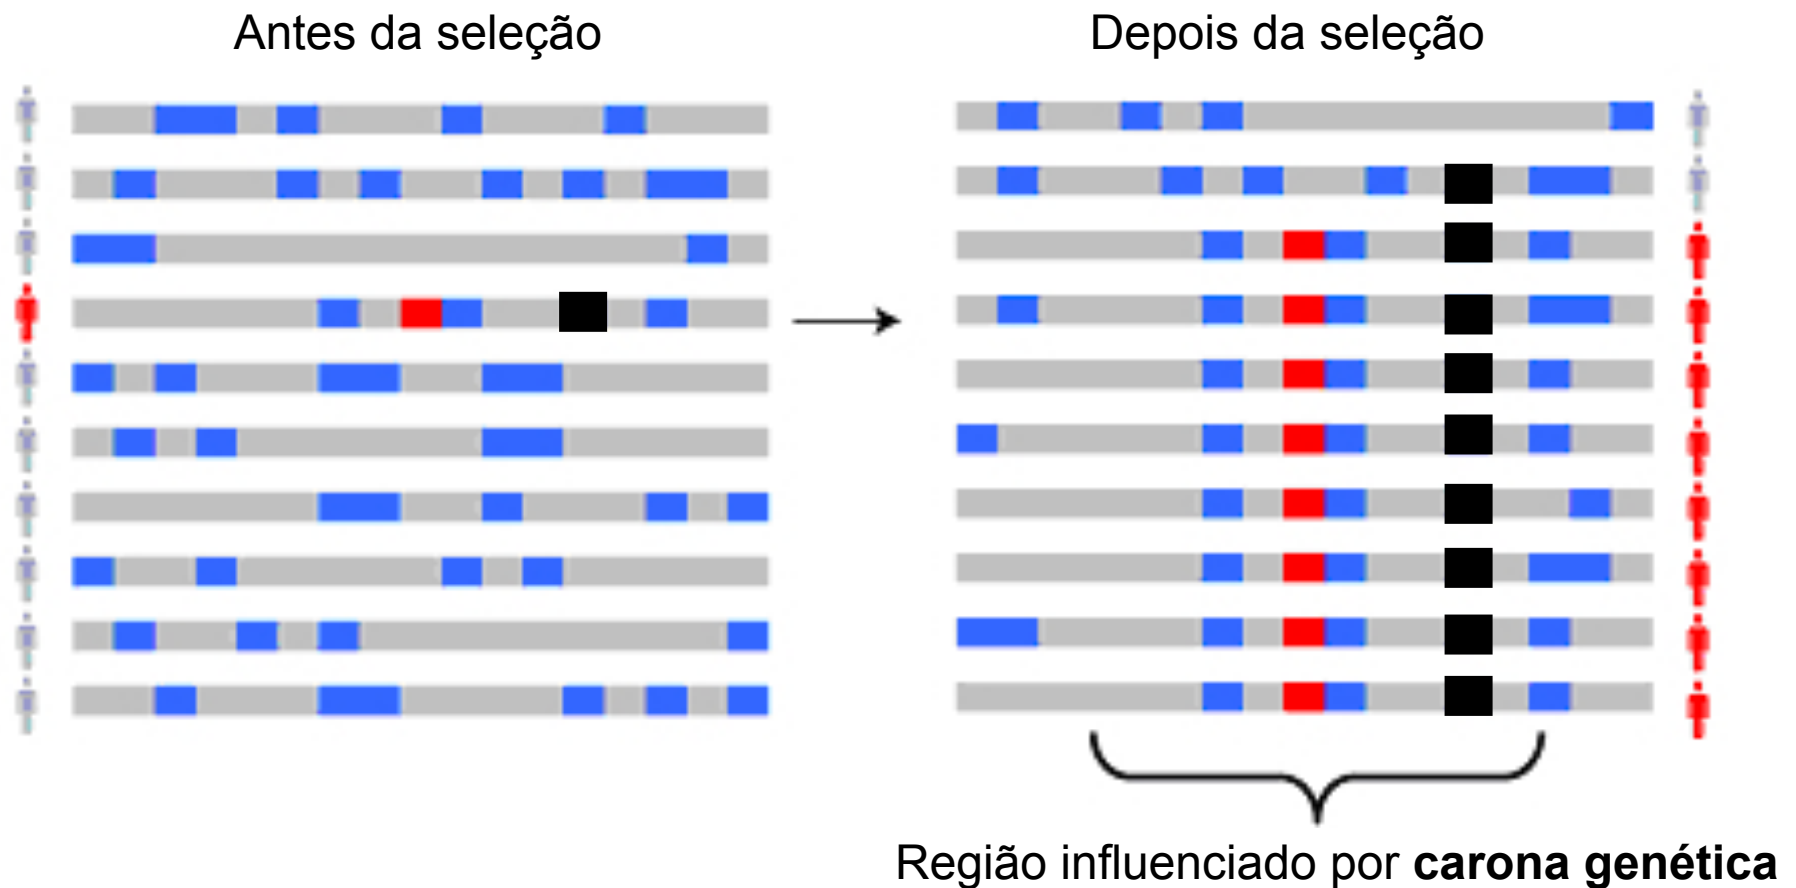 Antes da seleção
Depois da seleção
Região influenciado por carona genética